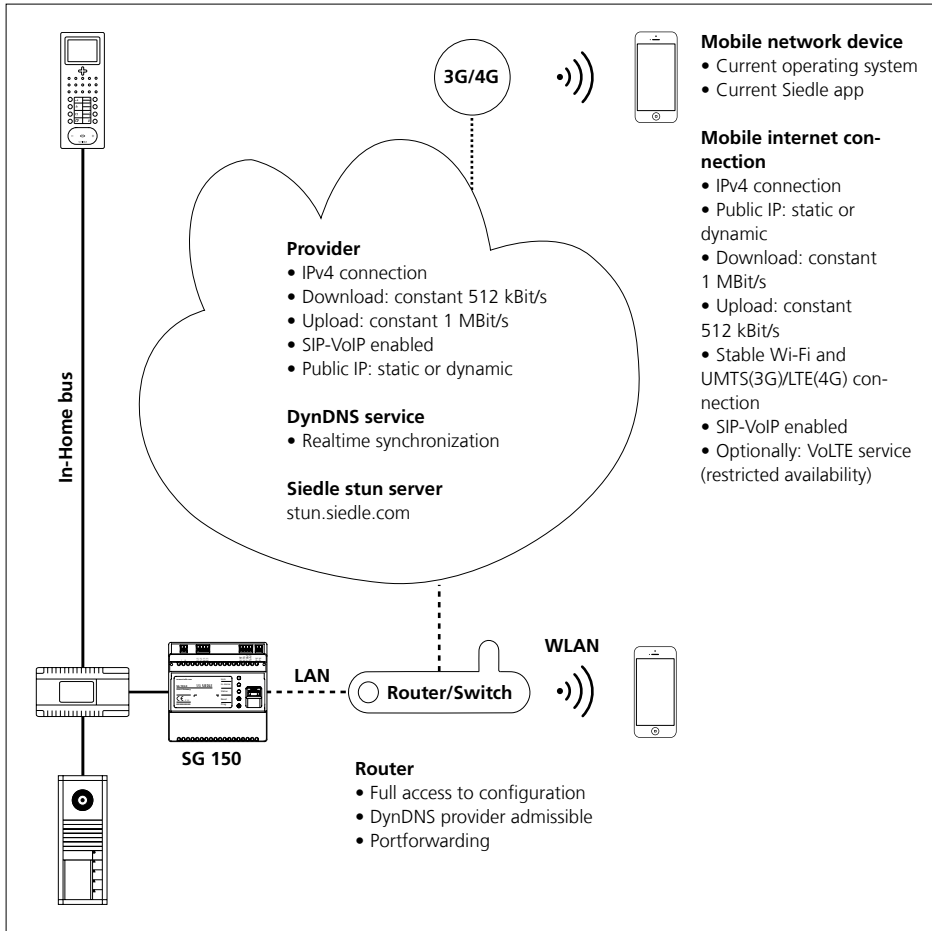 3G/4G
Mobile network device
• Current operating system
• Current Siedle app
Mobile internet con-
nection
• IPv4 connection
• Public IP: static or
dynamic
• Download: constant
1 MBit/s
• Upload: constant
512 kBit/s
• Stable Wi-Fi and
UMTS(3G)/LTE(4G) con-
nection
• SIP-VoIP enabled
• Optionally: VoLTE service
(restricted availability)
Provider
• IPv4 connection
• Download: constant 512 kBit/s
• Upload: constant 1 MBit/s
• SIP-VoIP enabled
• Public IP: static or dynamic
DynDNS service
• Realtime synchronization
Siedle stun server
stun.siedle.com
In-Home bus
LAN
Router/Switch
WLAN
SG 150
Router
• Full access to configuration
• DynDNS provider admissible
• Portforwarding